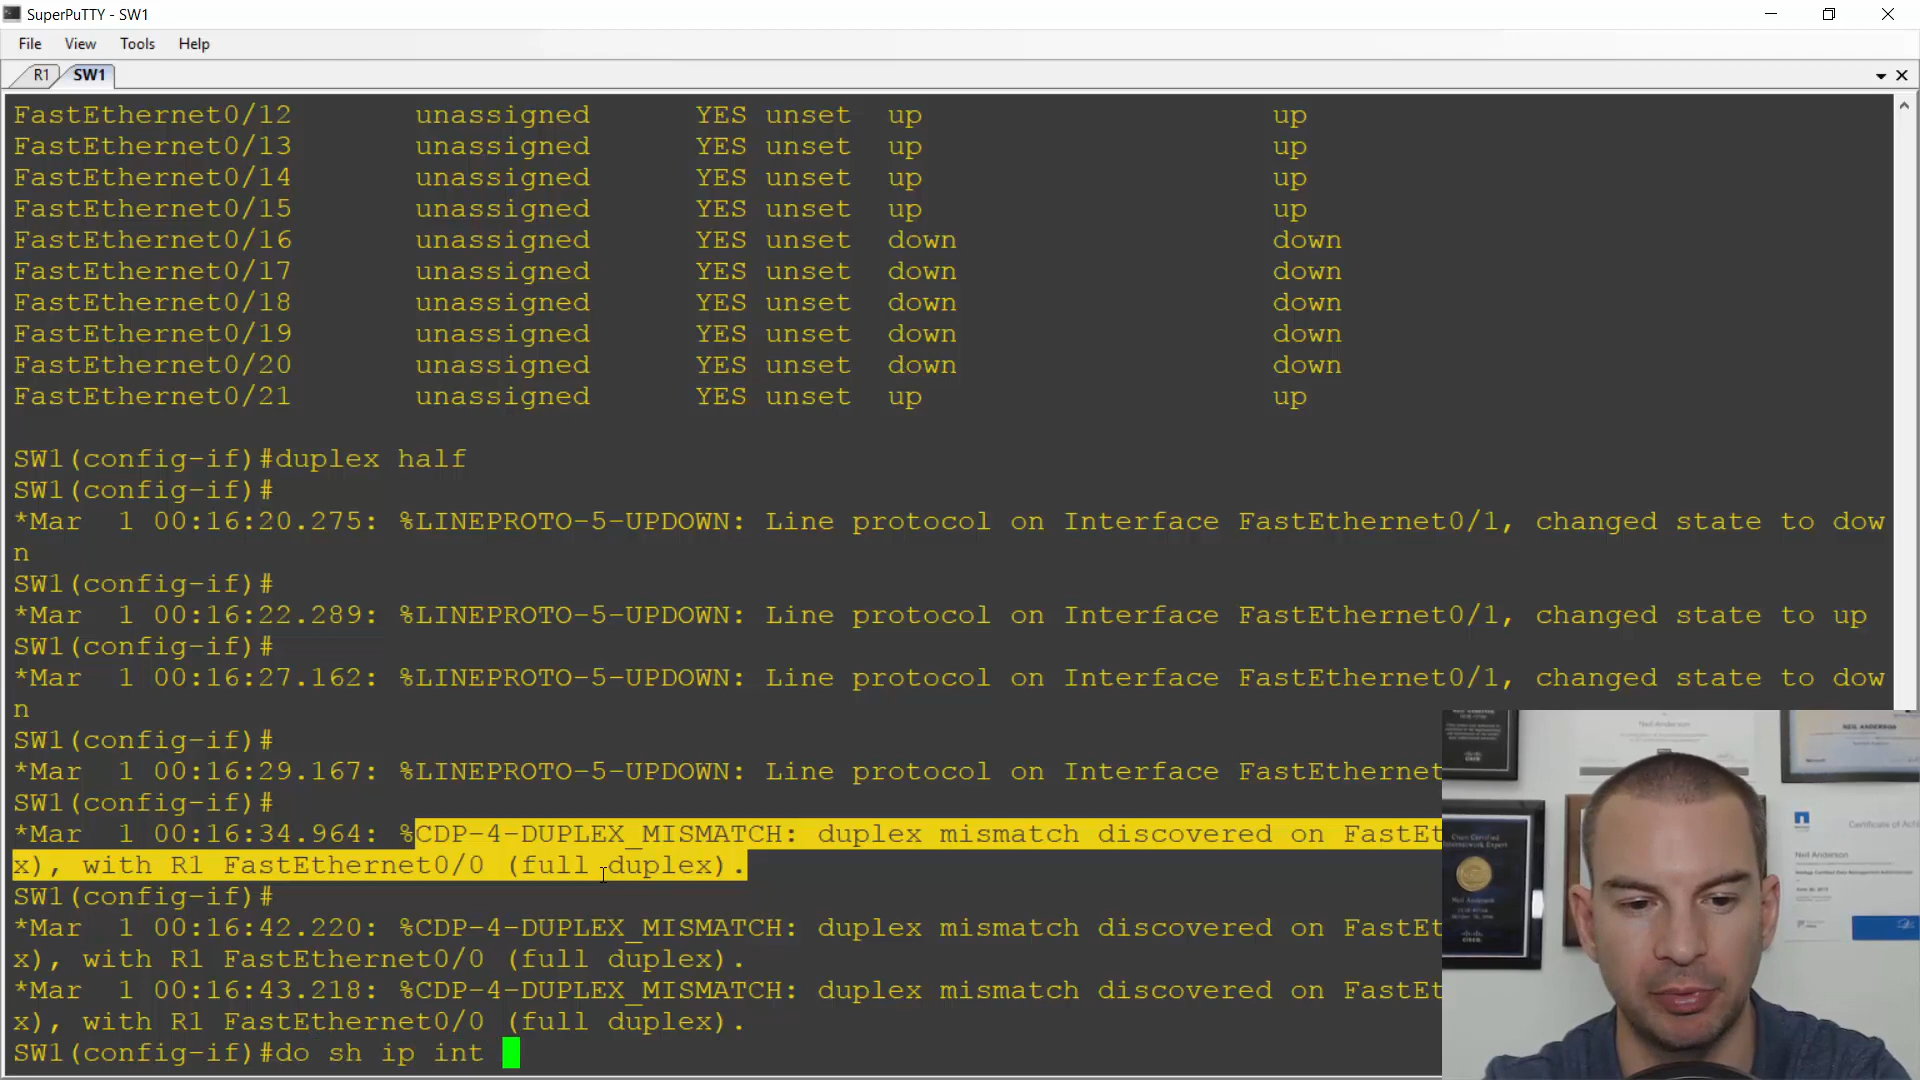 SuperPuTTY - SW1
File View Tools Help
R1 SW1
FastEthernet0/12 unassigned YES unset up up
FastEthernet0/13 unassigned YES unset up up
FastEthernet0/14 unassigned YES unset up up
FastEthernet0/15 unassigned YES unset up up
FastEthernet0/16 unassigned YES unset down down
FastEthernet0/17 unassigned YES unset down down
FastEthernet0/18 unassigned YES unset down down
FastEthernet0/19 unassigned YES unset down down
FastEthernet0/20 unassigned YES unset down down
FastEthernet0/21 unassigned YES unset up up
SW1(config-if)#duplex half
SW1(config-if)#
*Mar 1 00:16:20.275: %LINEPROTO-5-UPDOWN: Line protocol on Interface FastEthernet0/1, changed state to dow
n
SW1(config-if)#
*Mar 1 00:16:22.289: %LINEPROTO-5-UPDOWN: Line protocol on Interface FastEthernet0/1, changed state to up
SW1(config-if)#
*Mar 1 00:16:27.162: %LINEPROTO-5-UPDOWN: Line protocol on Interface FastEthernet0/1, changed state to dow
n
SW1(config-if)#
*Mar 1 00:16:29.167: %LINEPROTO-5-UPDOWN: Line protocol on Interface FastEthernet
SW1(config-if)#
*Mar 1 00:16:34.964: %CDP-4-DUPLEX_MISMATCH: duplex mismatch discovered on FastEt
x), with R1 FastEthernet0/0 (full duplex).
SW1(config-if)#
*Mar 1 00:16:42.220: %CDP-4-DUPLEX_MISMATCH: duplex mismatch discovered on FastEt
x), with R1 FastEthernet0/0 (full duplex).
*Mar 1 00:16:43.218: %CDP-4-DUPLEX_MISMATCH: duplex mismatch discovered on FastEt
x), with R1 FastEthernet0/0 (full duplex).
SW1(config-if)#do sh ip int
NEIL ANDERSON
Neil Anderson